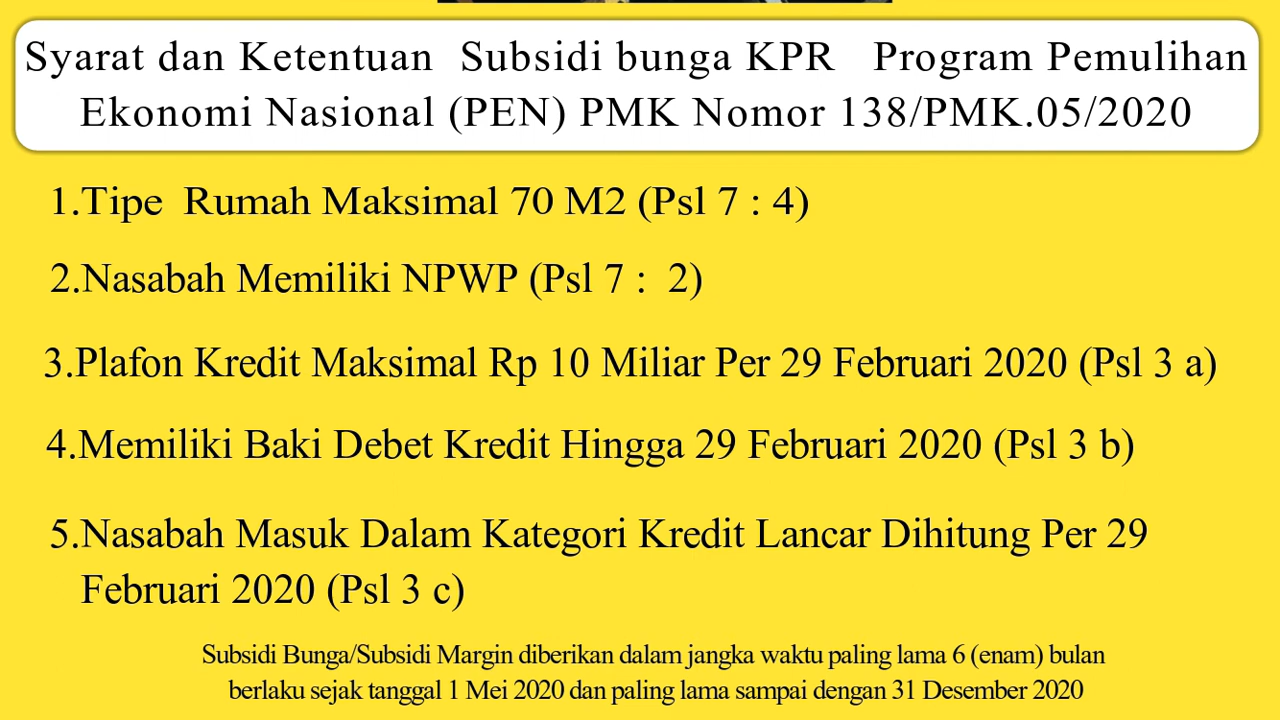 Syarat dan Ketentuan Subsidi bunga KPR Program Pemulihan
Ekonomi Nasional (PEN) PMK Nomor 138/PMK.05/2020
1.Tipe Rumah Maksimal 70 M2 (Psl 7 : 4)
2.Nasabah Memiliki NPWP (Psl 7 : 2)
3.Plafon Kredit Maksimal Rp 10 Miliar Per 29 Februari 2020 (Psl 3 a)
4.Memiliki Baki Debet Kredit Hingga 29 Februari 2020 (Psl 3 b)
5.Nasabah Masuk Dalam Kategori Kredit Lancar Dihitung Per 29
Februari 2020 (Psl 3 c)
Subsidi Bunga/Subsidi Margin diberikan dalam jangka waktu paling lama 6 (enam) bulan
berlaku sejak tanggal 1 Mei 2020 dan paling lama sampai dengan 31 Desember 2020